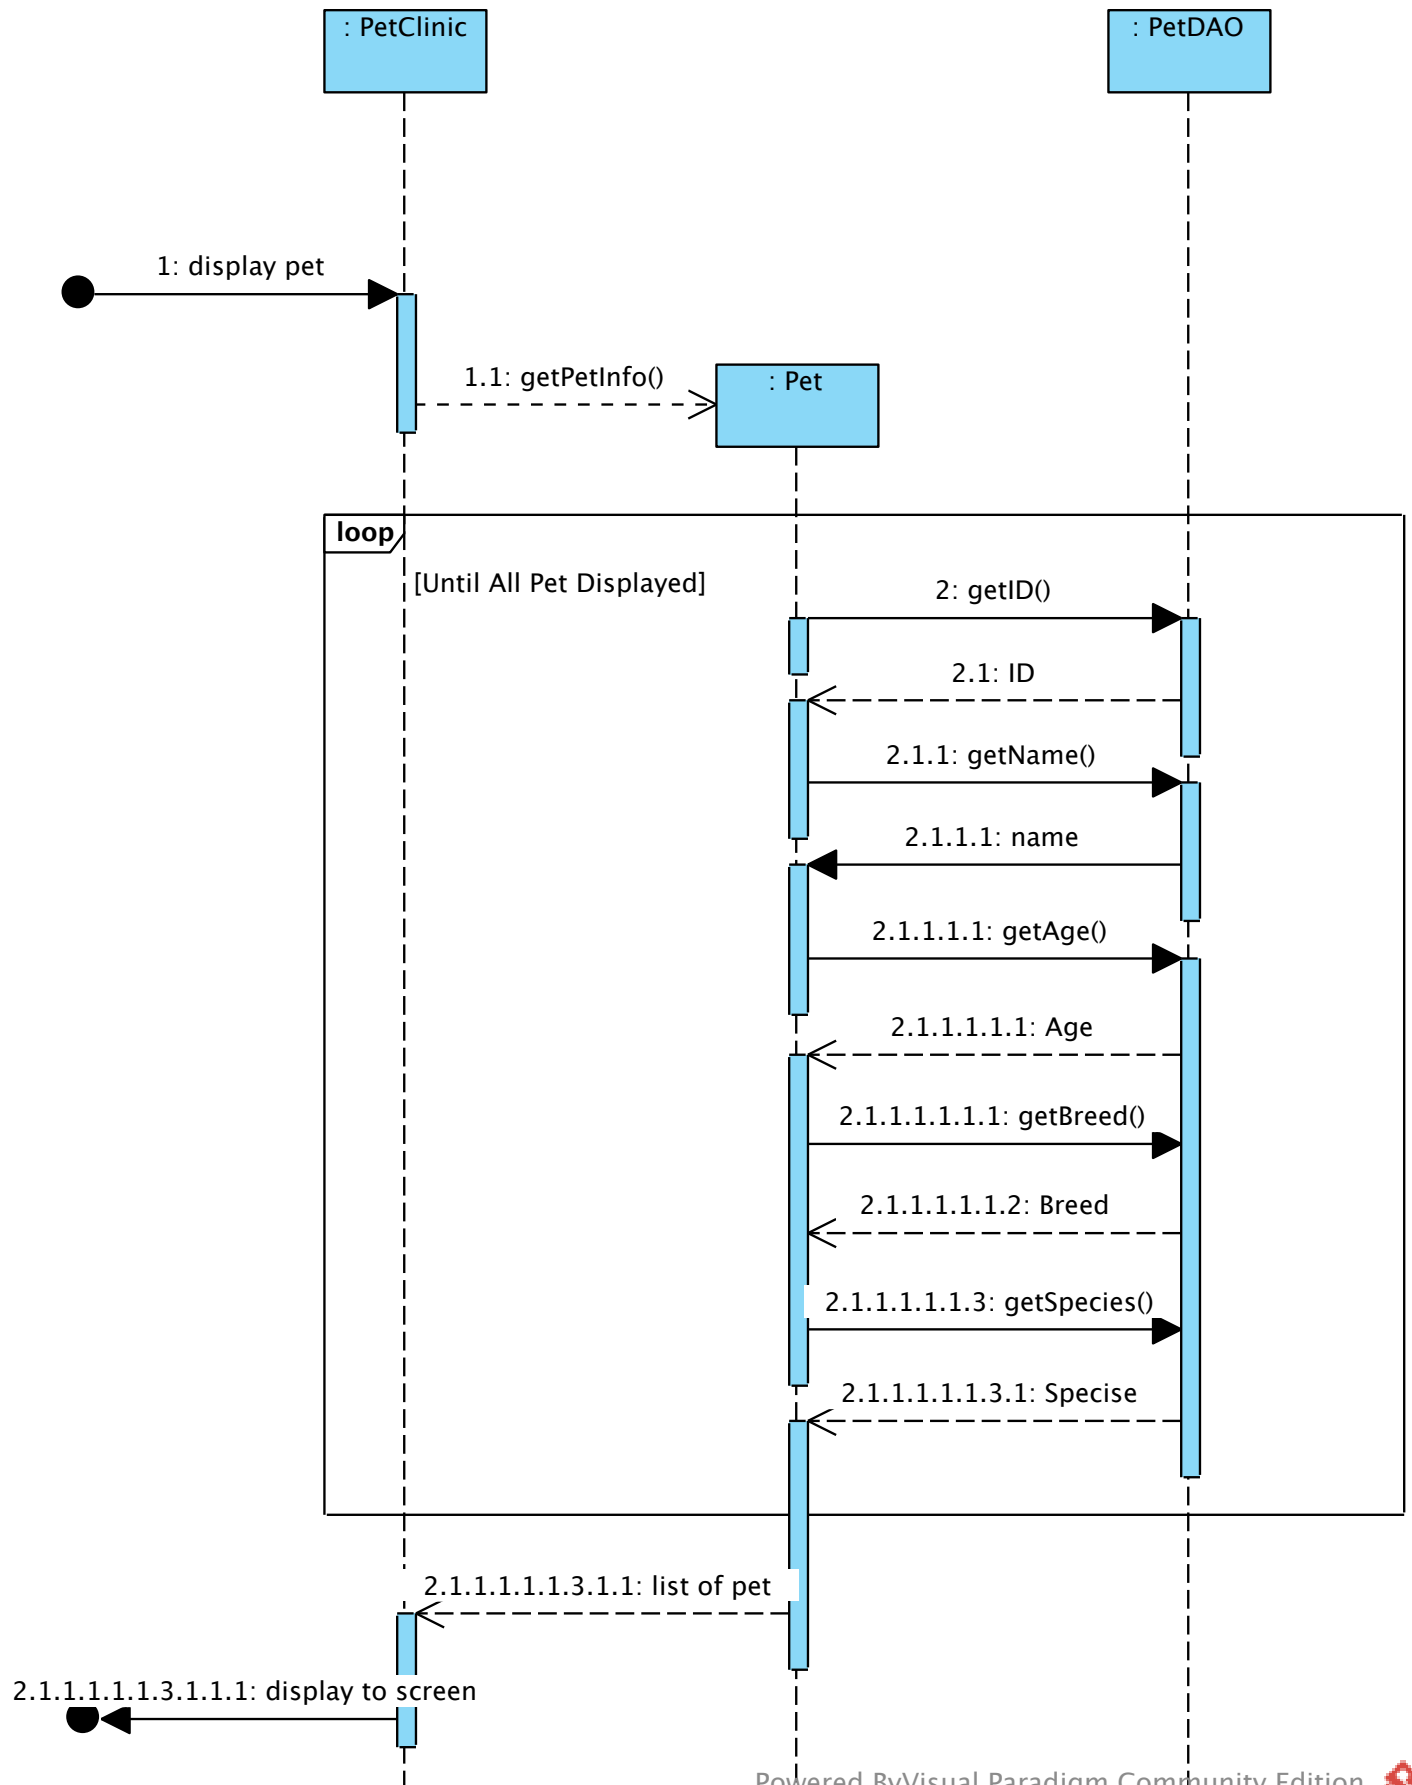 : PetClinic
: PetDAO
1: display pet
1.1: getPetInfo()
: Pet
loop
[Until All Pet Displayed]
2: getID()
2.1: ID
2.1.1: getName()
2.1.1.1: name
2.1.1.1.1: getAge()
2.1.1.1.1.1: Age
2.1.1.1.1.1.1: getBreed()
2.1.1.1.1.1.2: Breed
2.1.1.1.1.1.3: getSpecies()
2.1.1.1.1.1.3.1: Specise
2.1.1.1.1.1.3.1.1: list of pet
2.1.1.1.1.1.3.1.1.1: display to screen
Powered ByVisual Paradigm Community Edition